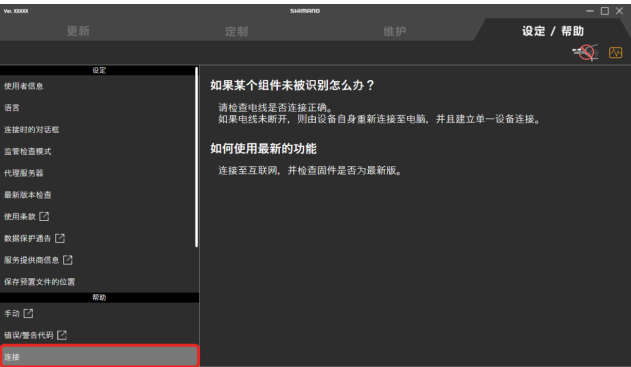 Ver. XXXXX
SHIMANO
更新
定制
维护
设定 / 帮助
设定
使用者信息
语言
连接时的对话框
监管检查模式
代理服务器
最新版本检查
使用条款
数据保护通告
服务提供商信息
保存预置文件的位置
帮助
手动
错误/警告代码
连接
如果某个组件未被识别怎么办？
请检查电线是否连接正确。
如果电线未断开，则由设备自身重新连接至电脑，并且建立单一设备连接。
如何使用最新的功能
连接至互联网，并检查固件是否为最新版。